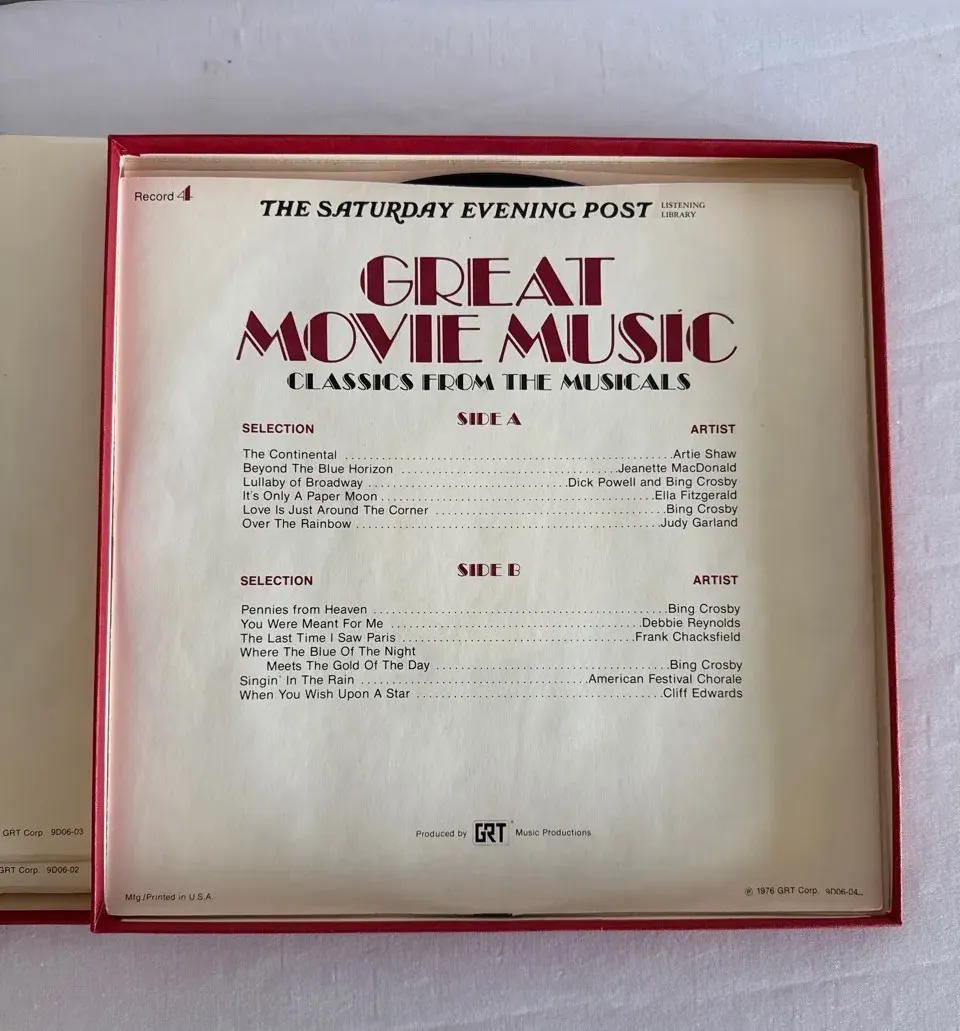 Record 4
THE SATURDAY EVENING POST LISTENING LIBRARY
GREAT
MOVIE MUSIC
CLASSICS FROM THE MUSICALS
SIDE A
SELECTION ARTIST
The Continental ........................................ Artie Shaw
Beyond The Blue Horizon .............................. Jeanette MacDonald
Lullaby of Broadway .......................... Dick Powell and Bing Crosby
It's Only A Paper Moon .................................. Ella Fitzgerald
Love Is Just Around The Corner ............................ Bing Crosby
Over The Rainbow ........................................ Judy Garland
SIDE B
SELECTION ARTIST
Pennies from Heaven .................................... Bing Crosby
You Were Meant For Me ............................... Debbie Reynolds
The Last Time I Saw Paris ............................. Frank Chacksfield
Where The Blue Of The Night
Meets The Gold Of The Day ............................. Bing Crosby
Singin' In The Rain ............................ American Festival Chorale
When You Wish Upon A Star .............................. Cliff Edwards
Produced by GRT Music Productions
GRT Corp. 9D06-03
GRT Corp. 9D06-02
Mfg./Printed in U.S.A.
℗ 1976 GRT Corp. 9D06-04